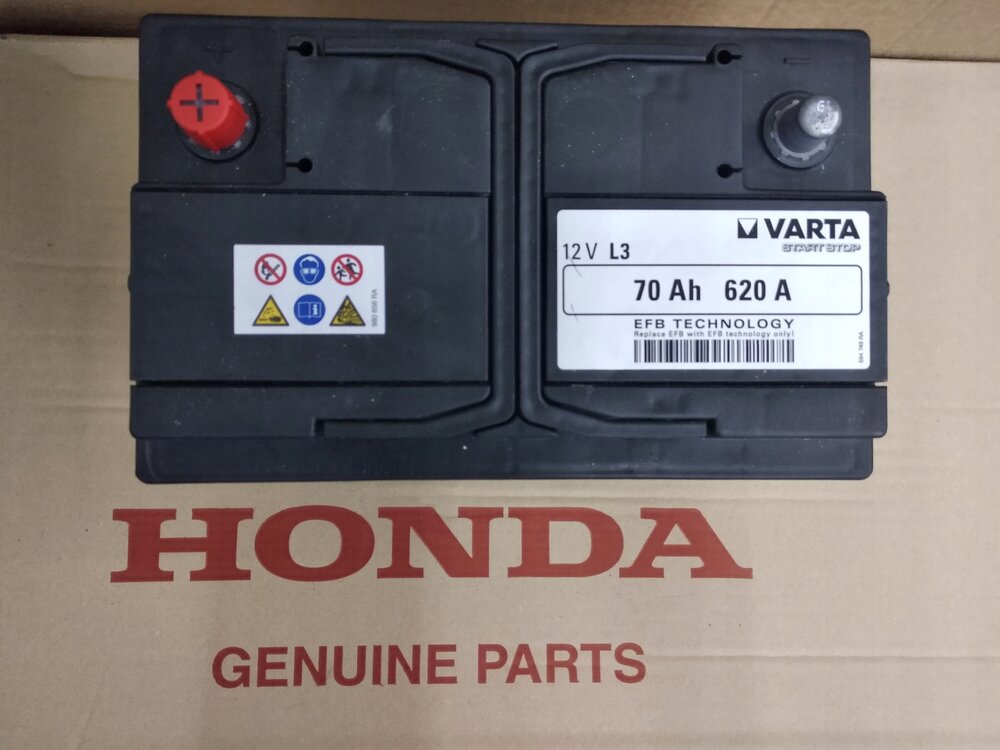 VARTA
START STOP
12 V L3
70 Ah 620 A
EFB TECHNOLOGY
Replace EFB with EFB technology only!
HONDA
GENUINE PARTS